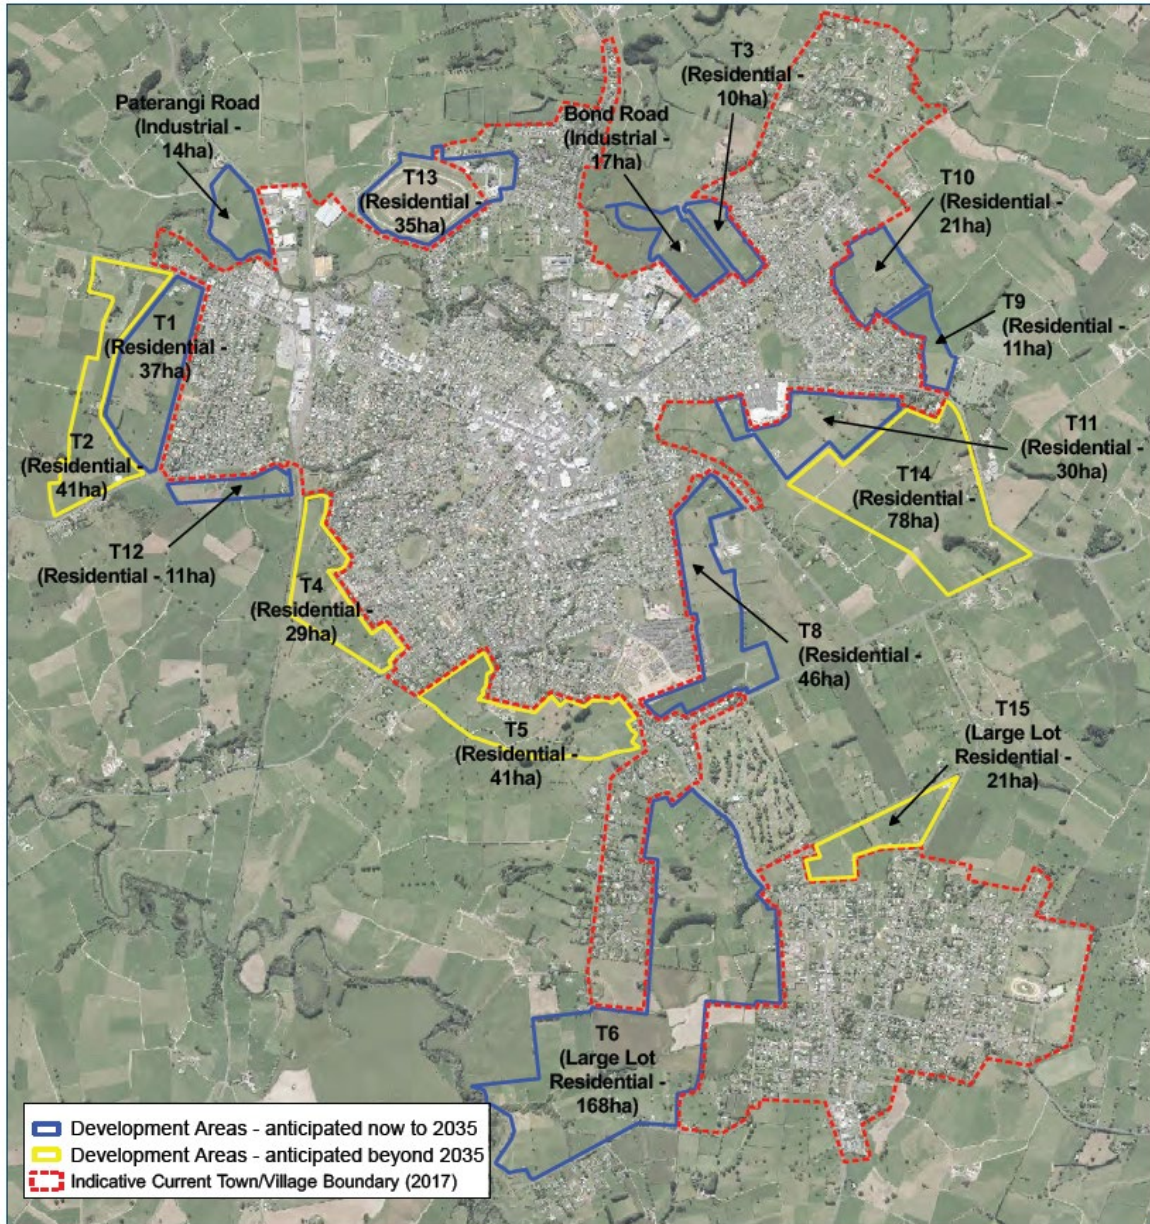 T3
(Residential -
10ha)
Paterangi Road
(Industrial -
14ha)
Bond Road
(Industrial -
17ha)
T13
(Residential -
35ha)
T10
(Residential -
21ha)
T9
(Residential -
11ha)
T1
(Residential -
37ha)
T2
(Residential -
41ha)
T11
(Residential -
30ha)
T14
(Residential -
78ha)
T12
(Residential - 11ha)
T4
(Residential -
29ha)
T8
(Residential -
46ha)
T5
(Residential -
41ha)
T15
(Large Lot
Residential -
21ha)
T6
(Large Lot
Residential -
168ha)
Development Areas - anticipated now to 2035
Development Areas - anticipated beyond 2035
Indicative Current Town/Village Boundary (2017)